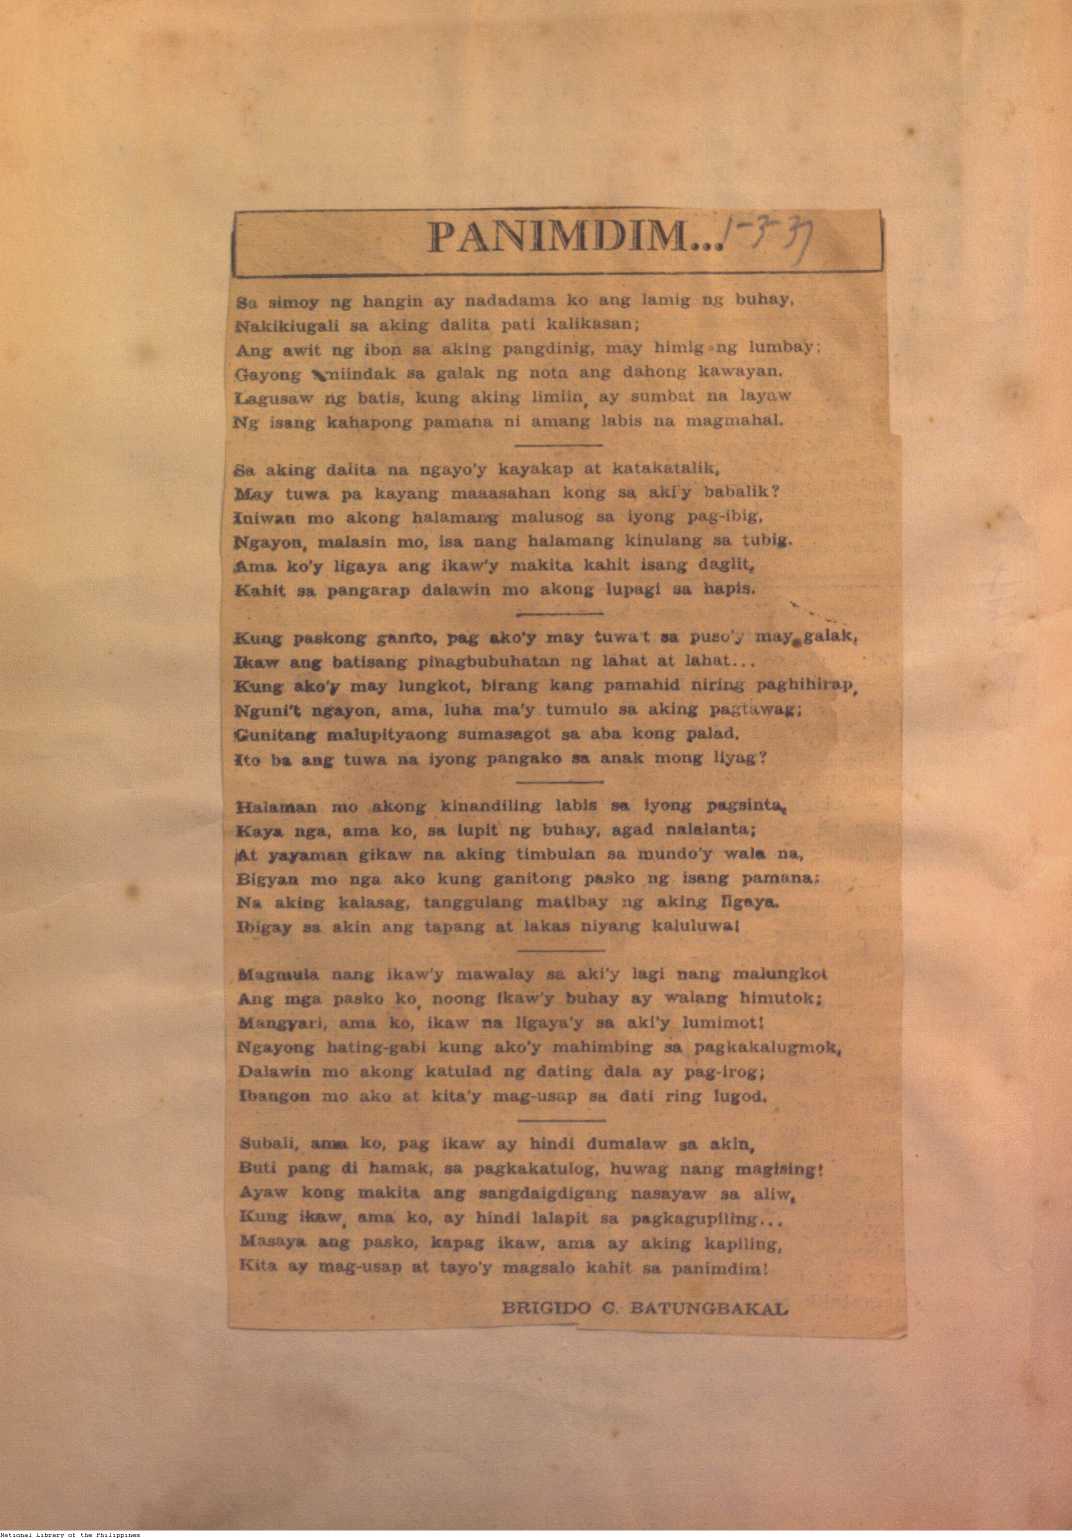 PANIMDIM...
1-3-37
Sa simoy ng hangin ay nadadama ko ang lamig ng buhay,
Nakikiugali sa aking dalita pati kalikasan;
Ang awit ng ibon sa aking pangdinig, may himig ng lumbay;
Gayong niindak sa galak ng nota ang dahong kawayan.
Lagusaw ng batis, kung aking limiin, ay sumbat na layaw
Ng isang kahapong pamana ni amang labis na magmahal.
Sa aking dalita na ngayo'y kayakap at katakatalik,
May tuwa pa kayang maaasahan kong sa aki'y babalik?
Iniwan mo akong halamang malusog sa iyong pag-ibig,
Ngayon, malasin mo, isa nang halamang kinulang sa tubig.
Ama ko'y ligaya ang ikaw'y makita kahit isang daglit,
Kahit sa pangarap dalawin mo akong lupagi sa hapis.
Kung paskong ganito, pag ako'y may tuwa't sa puso'y may galak,
Ikaw ang batisang pinagbubuhatan ng lahat at lahat...
Kung ako'y may lungkot, birang kang pamahid niring paghihirap,
Nguni't ngayon, ama, luha ma'y tumulo sa aking pagtawag;
Gunitang malupityaong sumasagot sa aba kong palad,
Ito ba ang tuwa na iyong pangako sa anak mong liyag?
Halaman mo akong kinandiling labis sa iyong pagsinta,
Kaya nga, ama ko, sa lupit ng buhay, agad nalalanta;
At yayaman gikaw na aking timbulan sa mundo'y wala na,
Bigyan mo nga ako kung ganitong pasko ng isang pamana:
Na aking kalasag, tanggulang matibay ng aking ligaya.
Ibigay sa akin ang tapang at lakas niyang kaluluwa!
Magmula nang ikaw'y mawalay sa aki'y lagi nang malungkot
Ang mga pasko ko, noong ikaw'y buhay ay walang himutok;
Mangyari, ama ko, ikaw na ligaya'y sa aki'y lumimot!
Ngayong hating-gabi kung ako'y mahimbing sa pagkakalugmok,
Dalawin mo akong katulad ng dating dala ay pag-irog;
Ibangon mo ako at kita'y mag-usap sa dati ring lugod.
Subali, ama ko, pag ikaw ay hindi dumalaw sa akin,
Buti pang di hamak, sa pagkakatulog, huwag nang magising!
Ayaw kong makita ang sangdaigdigang nasayaw sa aliw,
Kung ikaw, ama ko, ay hindi lalapit sa pagkagupiling...
Masaya ang pasko, kapag ikaw, ama ay aking kapiling,
Kita ay mag-usap at tayo'y magsalo kahit sa panimdim!
BRIGIDO C. BATUNGBAKAL
National Library of the Philippines